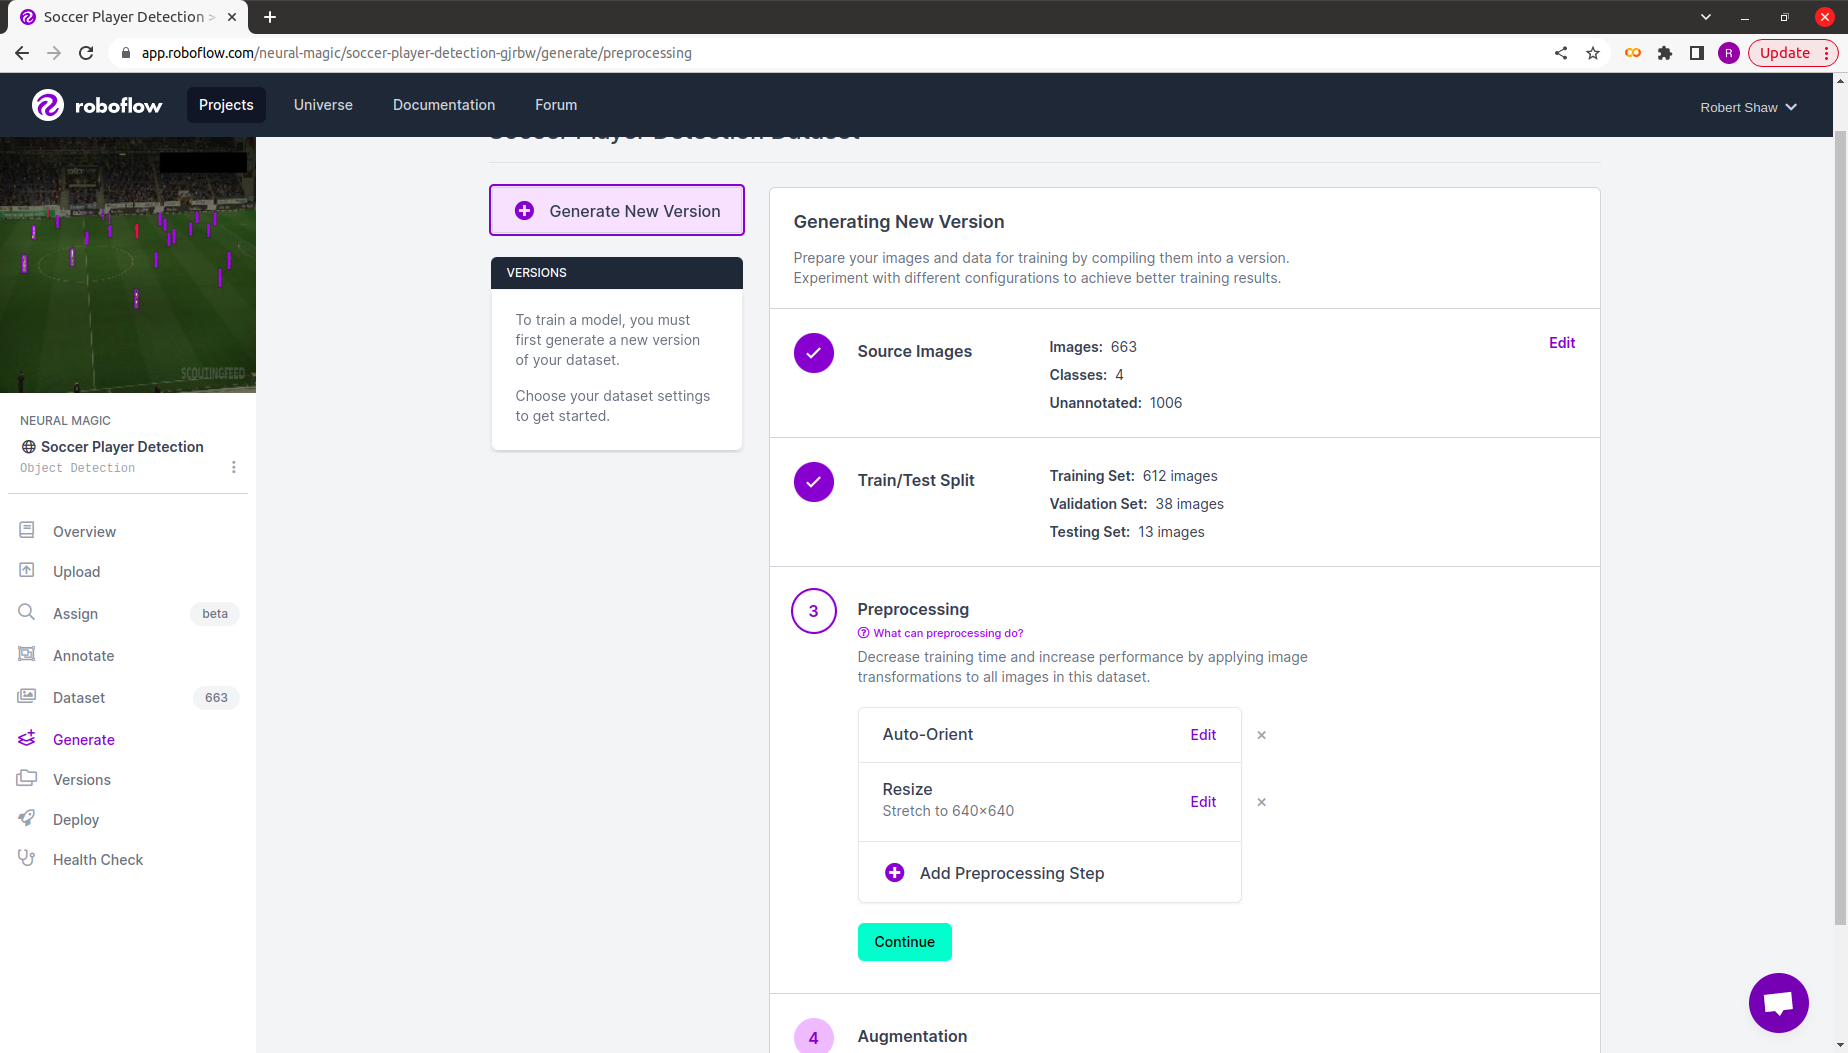 Soccer Player Detection >
app.roboflow.com/neural-magic/soccer-player-detection-gjrbw/generate/preprocessing
R
Update
roboflow
Projects
Universe
Documentation
Forum
Robert Shaw
Soccer Player Detection Dataset
SCOUTINGFEED
NEURAL MAGIC
Soccer Player Detection
Object Detection
Overview
Upload
Assign
beta
Annotate
Dataset
663
Generate
Versions
Deploy
Health Check
Generate New Version
VERSIONS
To train a model, you must
first generate a new version
of your dataset.
Choose your dataset settings
to get started.
Generating New Version
Prepare your images and data for training by compiling them into a version.
Experiment with different configurations to achieve better training results.
Source Images
Images: 663
Classes: 4
Unannotated: 1006
Edit
Train/Test Split
Training Set: 612 images
Validation Set: 38 images
Testing Set: 13 images
3
Preprocessing
What can preprocessing do?
Decrease training time and increase performance by applying image
transformations to all images in this dataset.
Auto-Orient
Edit
×
Resize
Stretch to 640×640
Edit
×
Add Preprocessing Step
Continue
4
Augmentation